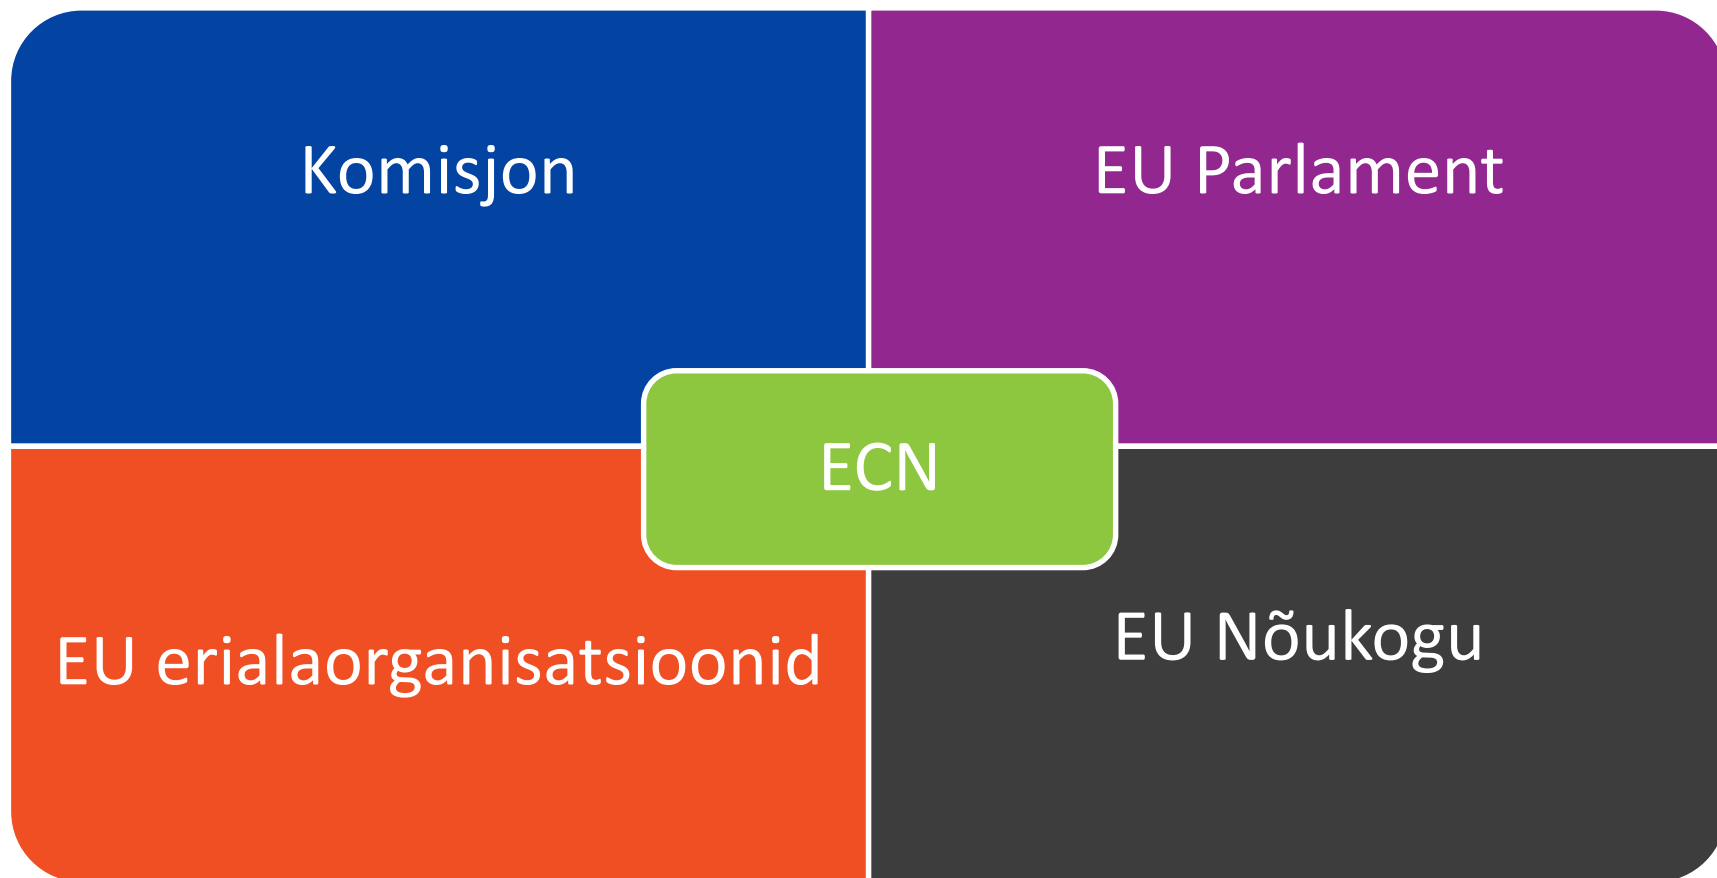 Komisjon
EU Parlament
ECN
EU erialaorganisatsioonid
EU Nõukogu